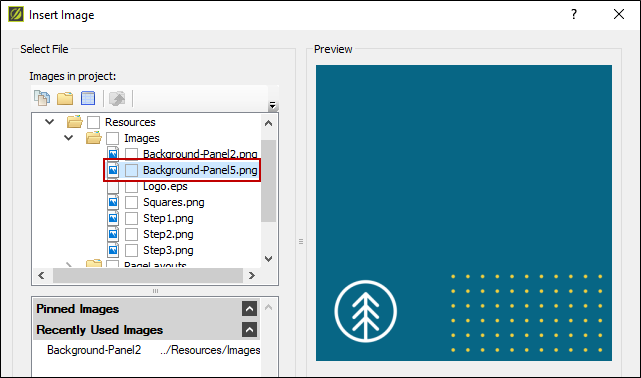 Insert Image
Select File
Images in project:
Resources
Images
Background-Panel2.png
Background-Panel5.png
Logo.eps
Squares.png
Step1.png
Step2.png
Step3.png
PageLayouts
Pinned Images
Recently Used Images
Background-Panel2 ../Resources/Images
Preview